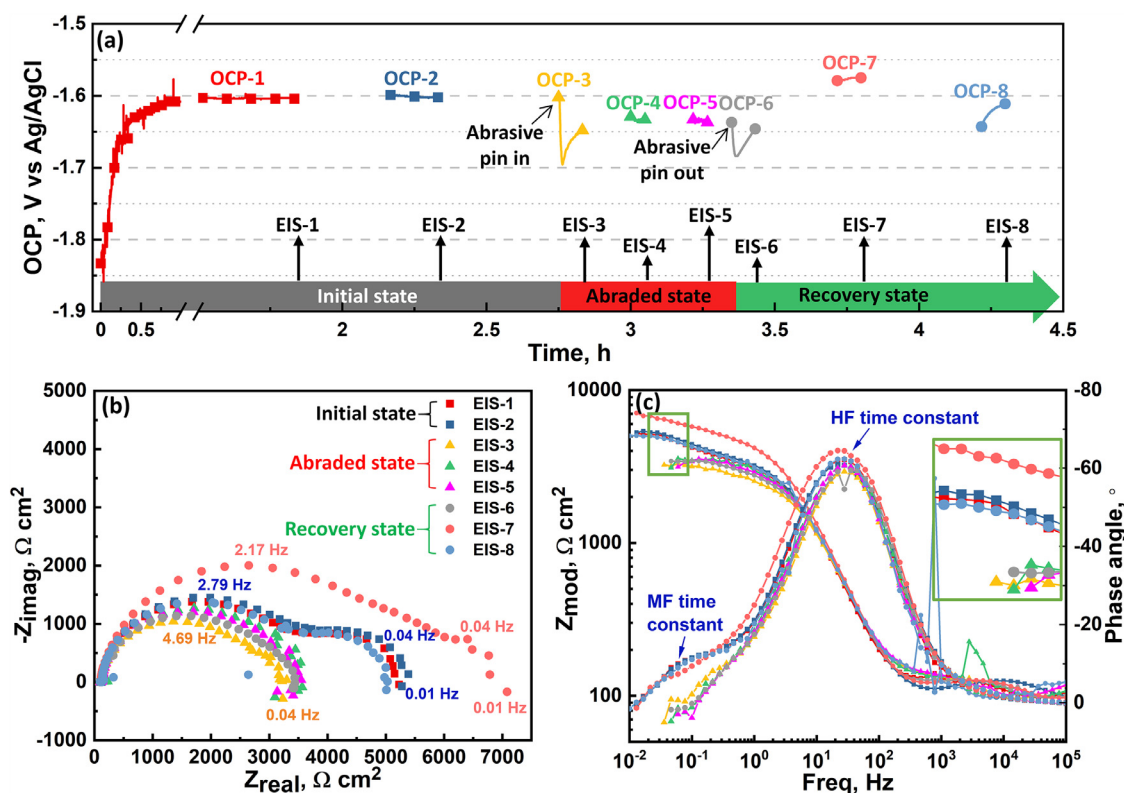 (a)
OCP, V vs Ag/AgCl
-1.5
-1.6
-1.7
-1.8
-1.9
OCP-1
OCP-2
OCP-3
OCP-4
OCP-5
OCP-6
OCP-7
OCP-8
Abrasive
pin in
Abrasive
pin out
EIS-1
EIS-2
EIS-3
EIS-4
EIS-5
EIS-6
EIS-7
EIS-8
Initial state
Abraded state
Recovery state
0 0.5 2 2.5 3 3.5 4 4.5
Time, h
(b)
-Zimag, Ω cm2
5000
4000
3000
2000
1000
0
-1000
Initial state
Abraded state
Recovery state
EIS-1
EIS-2
EIS-3
EIS-4
EIS-5
EIS-6
EIS-7
EIS-8
2.17 Hz
2.79 Hz
4.69 Hz
0.04 Hz
0.04 Hz
0.01 Hz
0.04 Hz
0.01 Hz
0 1000 2000 3000 4000 5000 6000 7000
Zreal, Ω cm2
(c)
Zmod, Ω cm2
10000
1000
100
HF time constant
MF time
constant
-80
-60
-40
-20
0
Phase angle, °
10-2 10-1 100 101 102 103 104 105
Freq, Hz